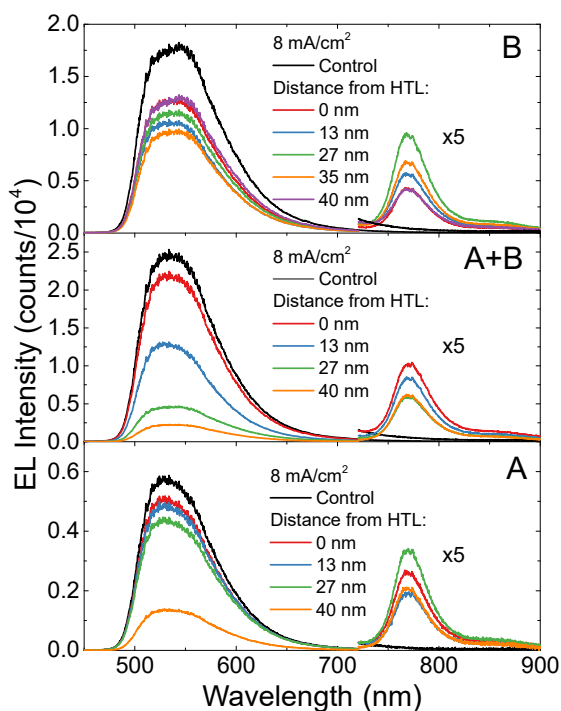 EL Intensity (counts/10⁴)
2.0
1.5
1.0
0.5
0.0
8 mA/cm²
Control
Distance from HTL:
0 nm
13 nm
27 nm
35 nm
40 nm
B
x5
2.5
2.0
1.5
1.0
0.5
0.0
8 mA/cm²
Control
Distance from HTL:
0 nm
13 nm
27 nm
40 nm
A+B
x5
0.6
0.4
0.2
0.0
8 mA/cm²
Control
Distance from HTL:
0 nm
13 nm
27 nm
40 nm
A
x5
500 600 700 800 900
Wavelength (nm)